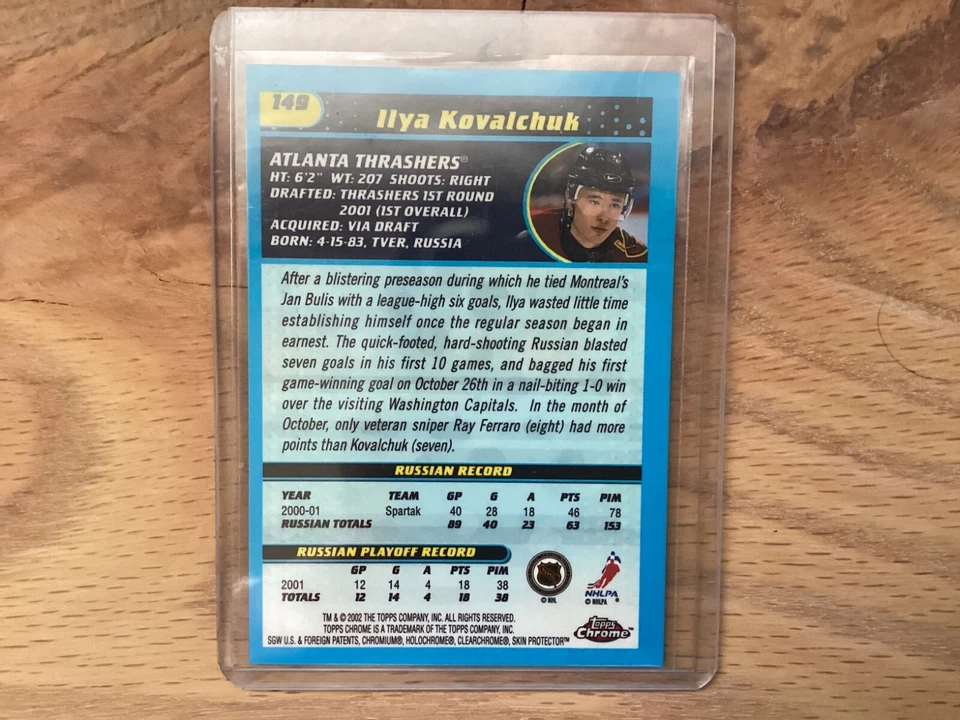 149
Ilya Kovalchuk
ATLANTA THRASHERS®
HT: 6'2" WT: 207 SHOOTS: RIGHT
DRAFTED: THRASHERS 1ST ROUND
2001 (1ST OVERALL)
ACQUIRED: VIA DRAFT
BORN: 4-15-83, TVER, RUSSIA
After a blistering preseason during which he tied Montreal's
Jan Bulis with a league-high six goals, Ilya wasted little time
establishing himself once the regular season began in
earnest. The quick-footed, hard-shooting Russian blasted
seven goals in his first 10 games, and bagged his first
game-winning goal on October 26th in a nail-biting 1-0 win
over the visiting Washington Capitals. In the month of
October, only veteran sniper Ray Ferraro (eight) had more
points than Kovalchuk (seven).
RUSSIAN RECORD
YEAR TEAM GP G A PTS PIM
2000-01 Spartak 40 28 18 46 78
RUSSIAN TOTALS 89 40 23 63 153
RUSSIAN PLAYOFF RECORD
GP G A PTS PIM
2001 12 14 4 18 38
TOTALS 12 14 4 18 38
© NHL
NHLPA
© NHLPA
TM & © 2002 THE TOPPS COMPANY, INC. ALL RIGHTS RESERVED.
TOPPS CHROME IS A TRADEMARK OF THE TOPPS COMPANY, INC.
SGW U.S. & FOREIGN PATENTS, CHROMIUM®, HOLOCHROME®, CLEARCHROME®, SKIN PROTECTOR™
Topps
Chrome™